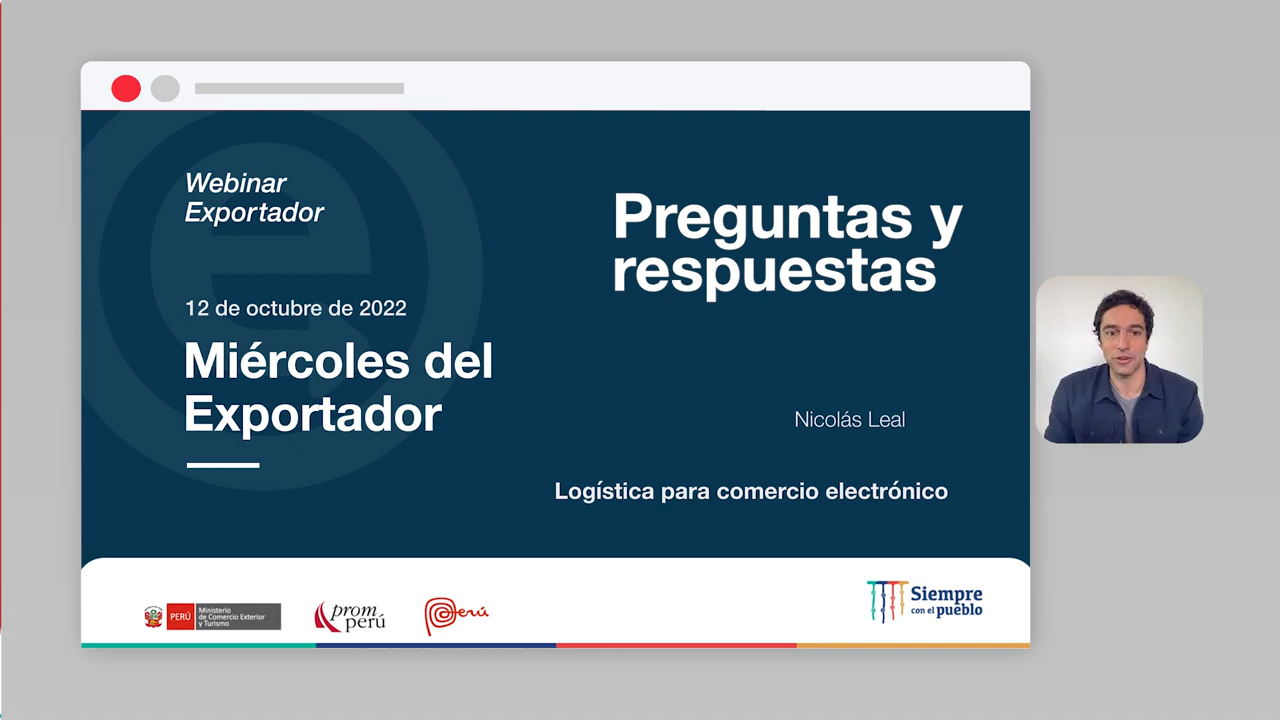 Webinar
Exportador
12 de octubre de 2022
Miércoles del
Exportador
Preguntas y
respuestas
Nicolás Leal
Logística para comercio electrónico
PERÚ
Ministerio
de Comercio Exterior
y Turismo
prom
perú
Perú
Siempre
con el pueblo